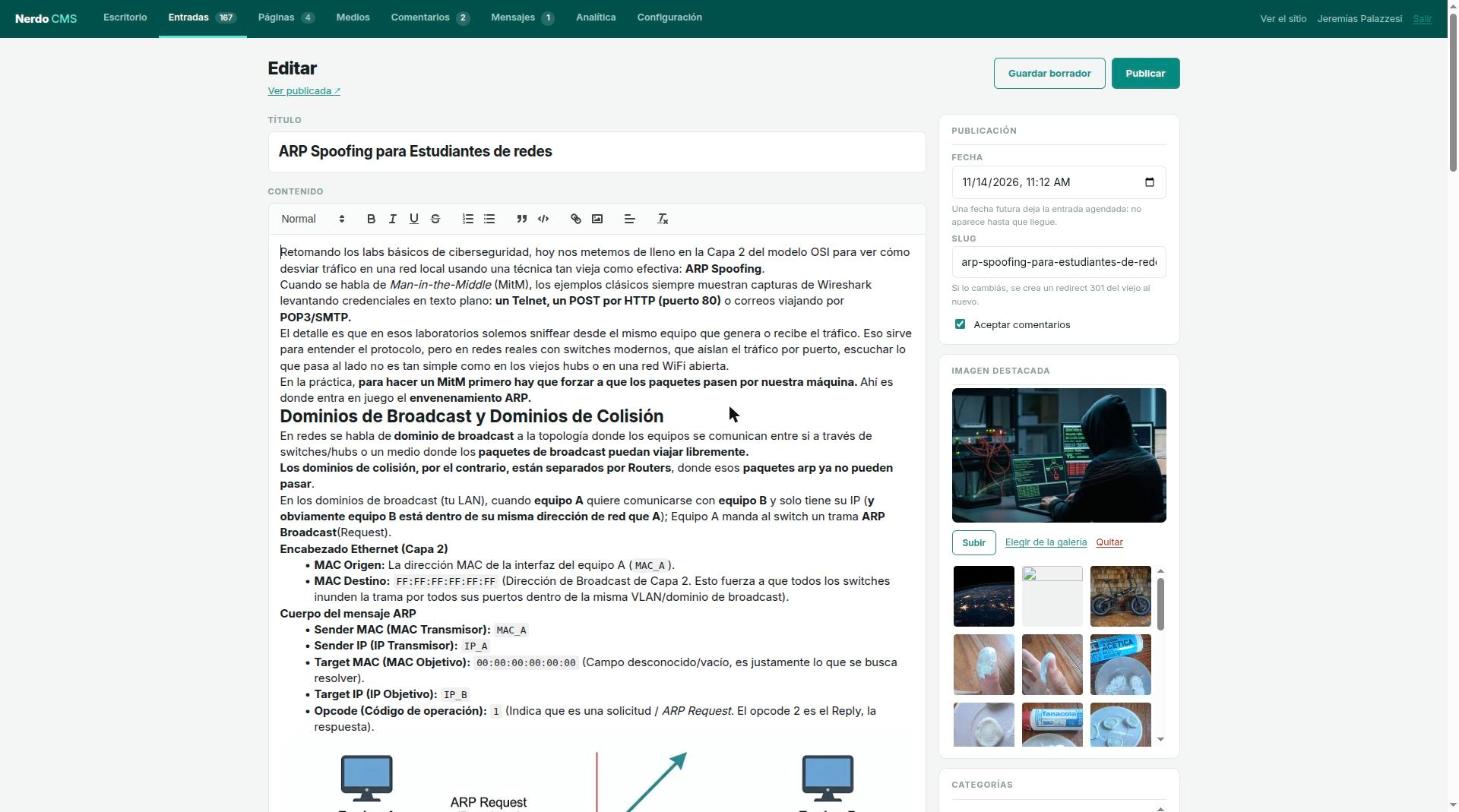 Nerdo CMS
Escritorio
Entradas 167
Páginas 4
Medios
Comentarios 2
Mensajes 1
Analítica
Configuración
Ver el sitio
Jeremías Palazzesi
Salir
Editar
Ver publicada ↗
Guardar borrador
Publicar
TÍTULO
ARP Spoofing para Estudiantes de redes
CONTENIDO
Normal
Retomando los labs básicos de ciberseguridad, hoy nos metemos de lleno en la Capa 2 del modelo OSI para ver cómo
desviar tráfico en una red local usando una técnica tan vieja como efectiva: ARP Spoofing.
Cuando se habla de Man-in-the-Middle (MitM), los ejemplos clásicos siempre muestran capturas de Wireshark
levantando credenciales en texto plano: un Telnet, un POST por HTTP (puerto 80) o correos viajando por
POP3/SMTP.
El detalle es que en esos laboratorios solemos sniffear desde el mismo equipo que genera o recibe el tráfico. Eso sirve
para entender el protocolo, pero en redes reales con switches modernos, que aíslan el tráfico por puerto, escuchar lo
que pasa al lado no es tan simple como en los viejos hubs o en una red WiFi abierta.
En la práctica, para hacer un MitM primero hay que forzar a que los paquetes pasen por nuestra máquina. Ahí es
donde entra en juego el envenenamiento ARP.
Dominios de Broadcast y Dominios de Colisión
En redes se habla de dominio de broadcast a la topología donde los equipos se comunican entre si a través de
switches/hubs o un medio donde los paquetes de broadcast puedan viajar libremente.
Los dominios de colisión, por el contrario, están separados por Routers, donde esos paquetes arp ya no pueden
pasar.
En los dominios de broadcast (tu LAN), cuando equipo A quiere comunicarse con equipo B y solo tiene su IP (y
obviamente equipo B está dentro de su misma dirección de red que A); Equipo A manda al switch un trama ARP
Broadcast(Request).
Encabezado Ethernet (Capa 2)
• MAC Origen: La dirección MAC de la interfaz del equipo A ( MAC_A ).
• MAC Destino: FF:FF:FF:FF:FF:FF (Dirección de Broadcast de Capa 2. Esto fuerza a que todos los switches
inunden la trama por todos sus puertos dentro de la misma VLAN/dominio de broadcast).
Cuerpo del mensaje ARP
• Sender MAC (MAC Transmisor): MAC_A
• Sender IP (IP Transmisor): IP_A
• Target MAC (MAC Objetivo): 00:00:00:00:00:00 (Campo desconocido/vacío, es justamente lo que se busca
resolver).
• Target IP (IP Objetivo): IP_B
• Opcode (Código de operación): 1 (Indica que es una solicitud / ARP Request. El opcode 2 es el Reply, la
respuesta).
ARP Request
PUBLICACIÓN
FECHA
11/14/2026, 11:12 AM
Una fecha futura deja la entrada agendada: no
aparece hasta que llegue.
SLUG
arp-spoofing-para-estudiantes-de-rede
Si lo cambiás, se crea un redirect 301 del viejo al
nuevo.
Aceptar comentarios
IMAGEN DESTACADA
Subir
Elegir de la galería
Quitar
ACETICA
fanacola
CATEGORÍAS